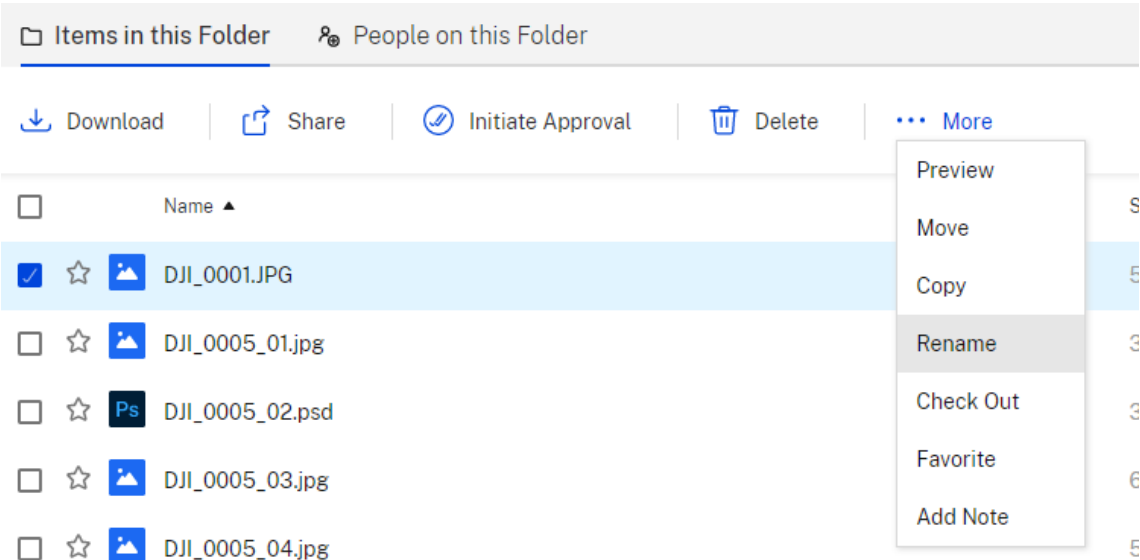 Items in this Folder People on this Folder
Download Share Initiate Approval Delete ••• More
Preview
Name ▲
Move
DJI_0001.JPG
Copy
DJI_0005_01.jpg
Rename
Ps DJI_0005_02.psd
Check Out
DJI_0005_03.jpg
Favorite
Add Note
DJI_0005_04.jpg